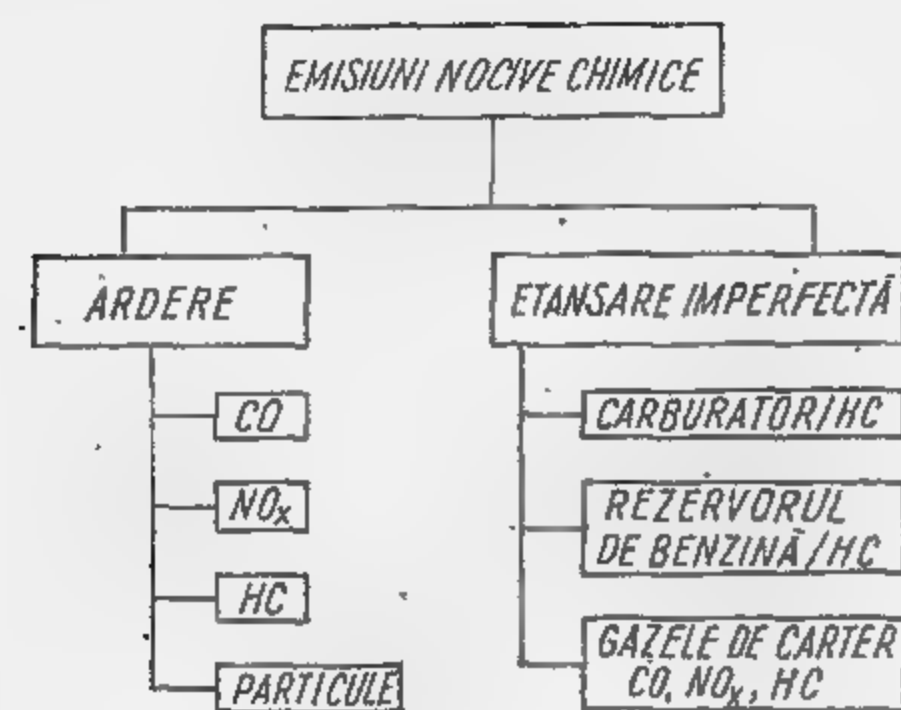 EMISIUNI NOCIVE CHIMICE
ARDERE
CO
NOx
HC
PARTICULE
ETANSARE IMPERFECTĂ
CARBURATOR/HC
REZERVORUL
DE BENZINĂ/HC
GAZELE DE CARTER
CO, NOx, HC